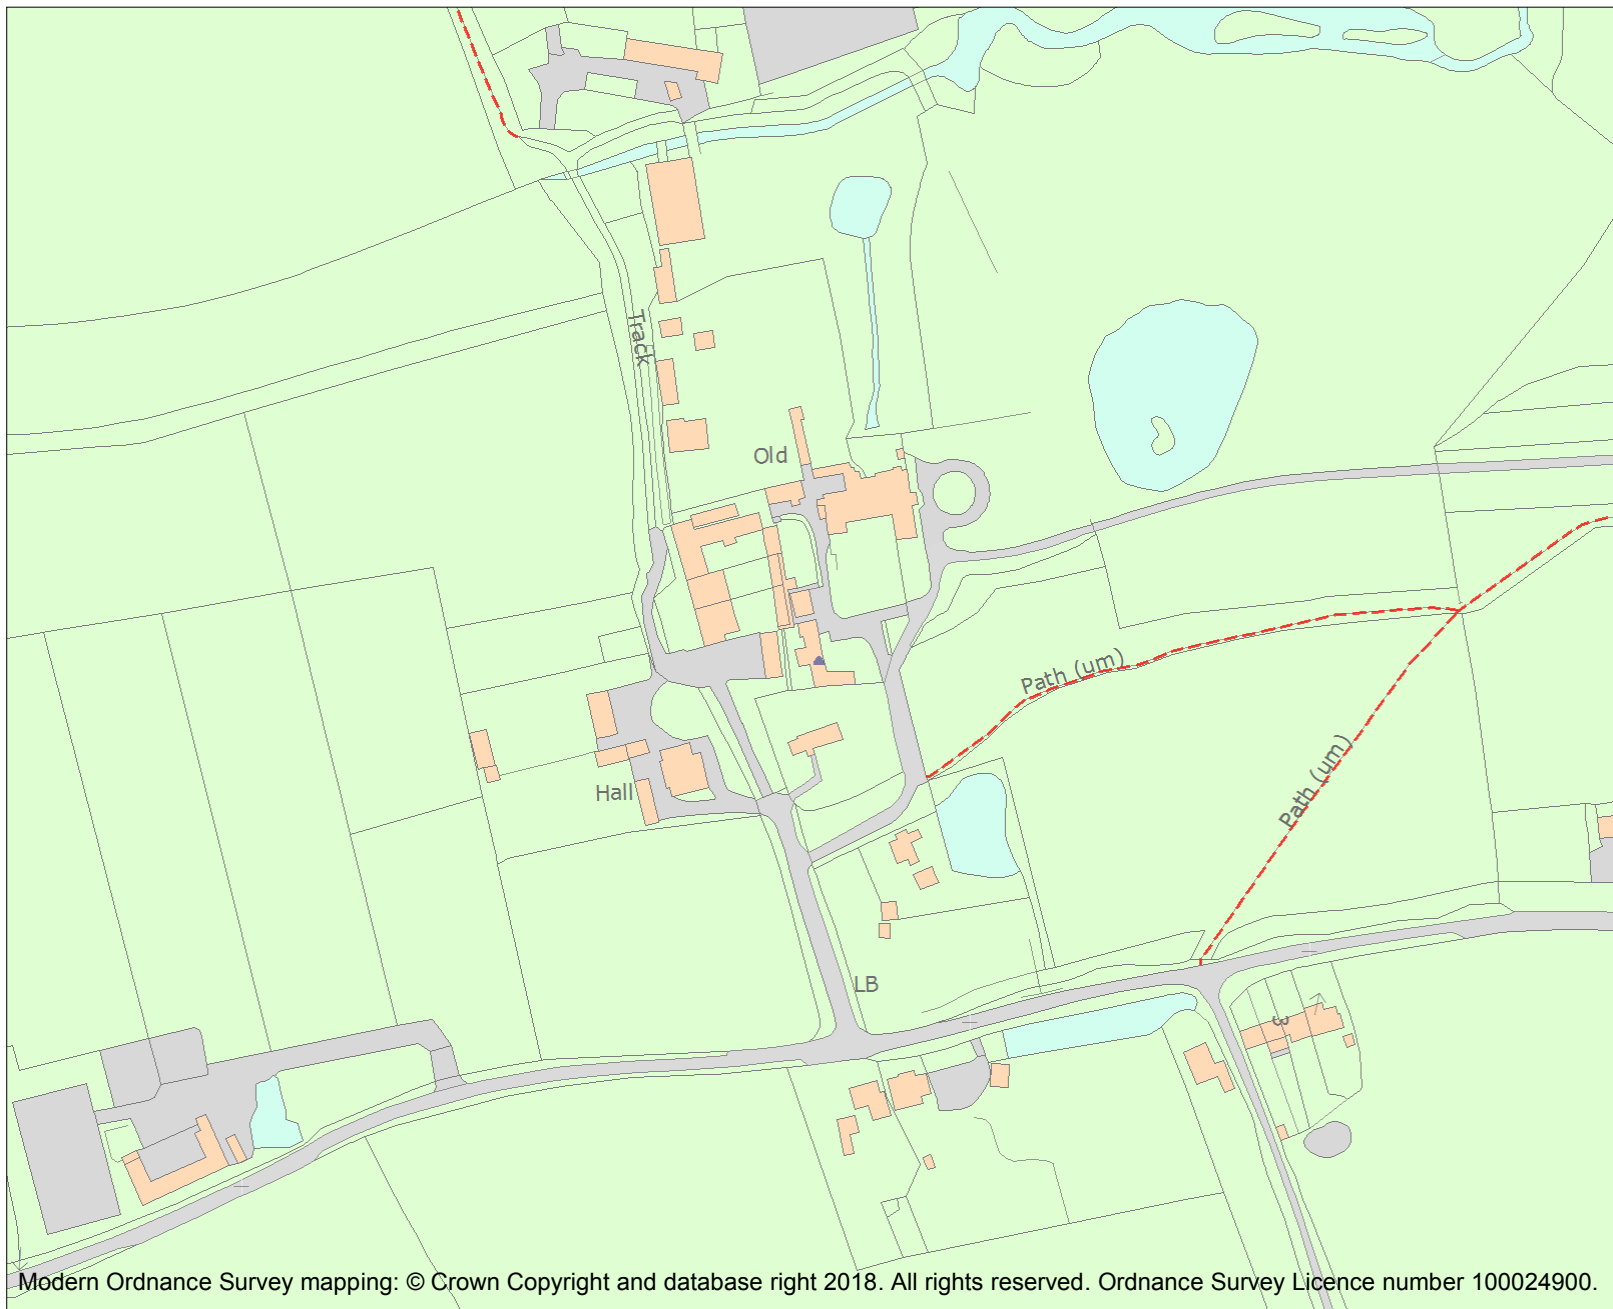 Track
Old
Path (um)
Path (um)
Hall
LB
3
Modern Ordnance Survey mapping: © Crown Copyright and database right 2018. All rights reserved. Ordnance Survey Licence number 100024900.